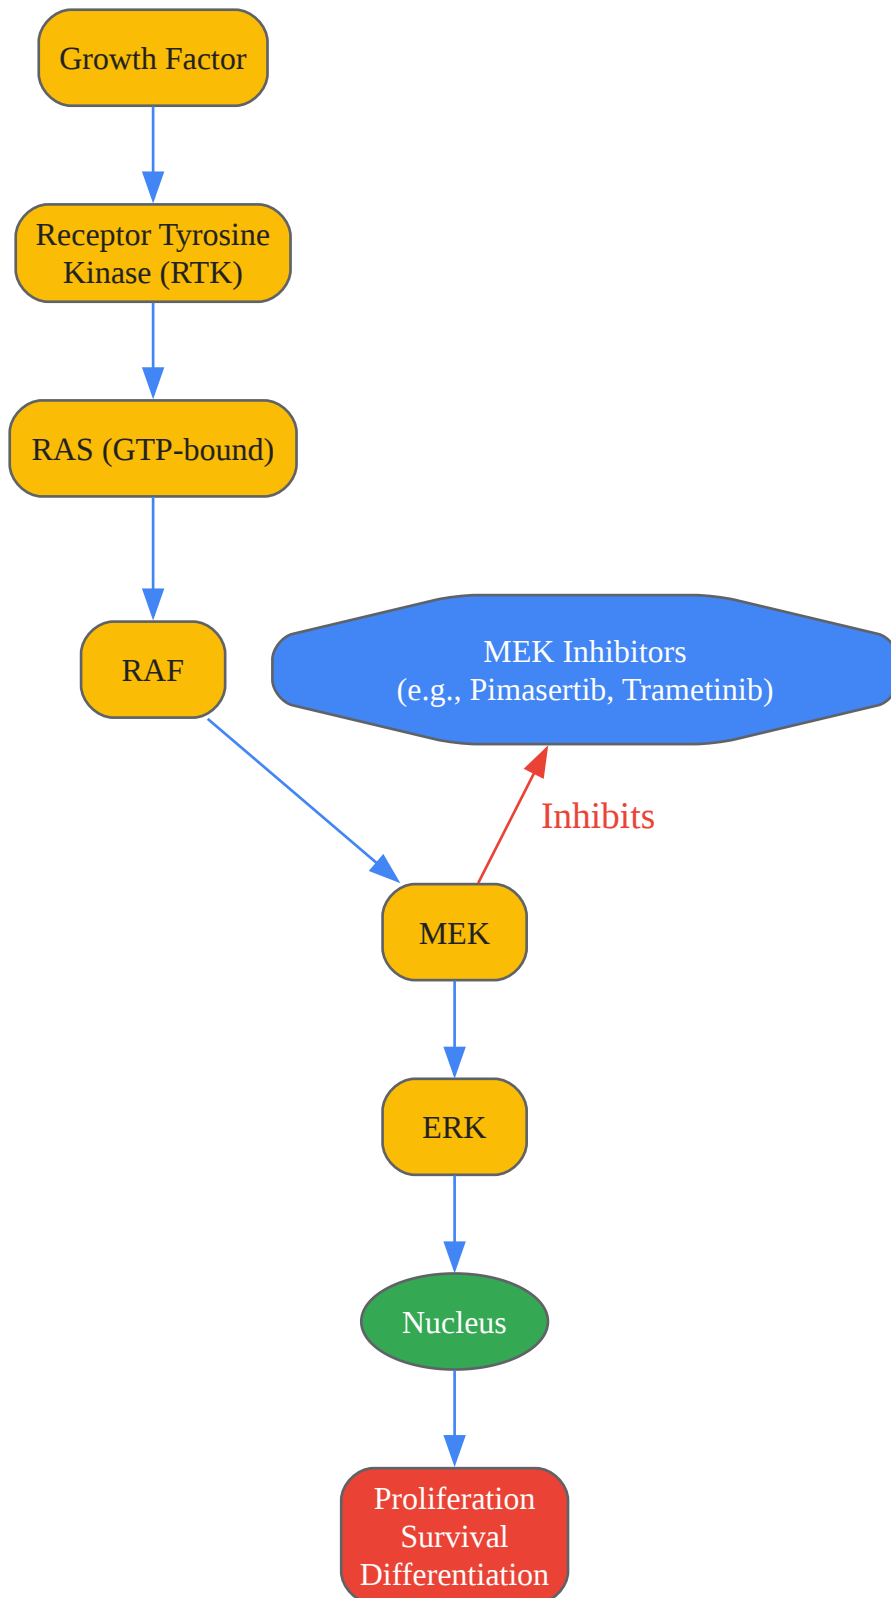 Growth Factor
Receptor Tyrosine
Kinase (RTK)
RAS (GTP-bound)
RAF
MEK Inhibitors
(e.g., Pimasertib, Trametinib)
Inhibits
MEK
ERK
Nucleus
Proliferation
Survival
Differentiation